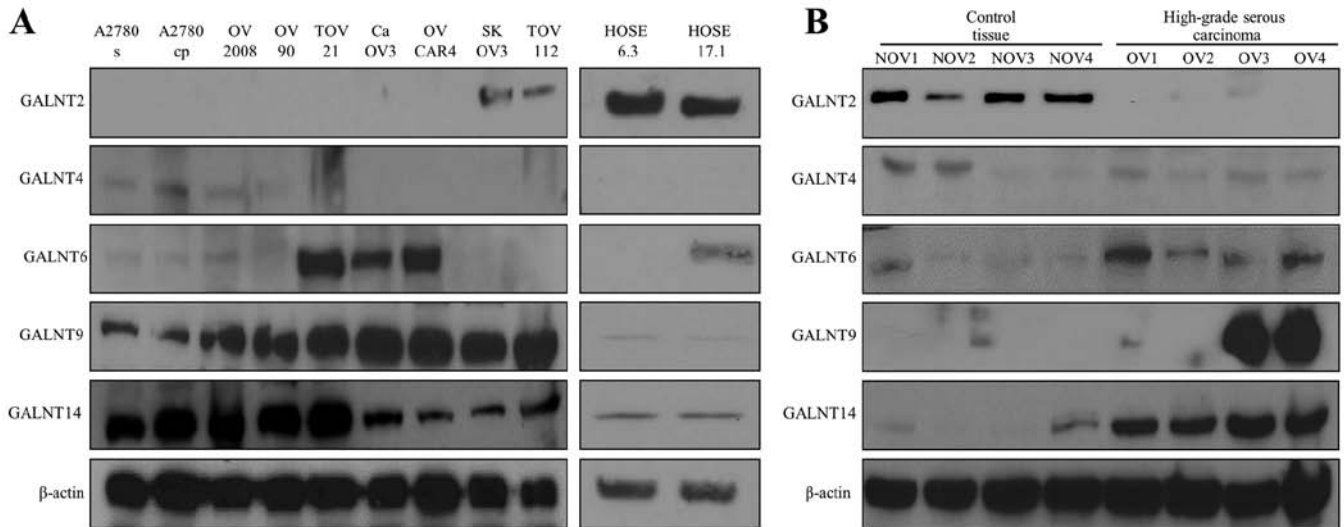 A
A2780 A2780 OV OV TOV Ca OV SK TOV HOSE HOSE
s cp 2008 90 21 OV3 CAR4 OV3 112 6.3 17.1
GALNT2
GALNT4
GALNT6
GALNT9
GALNT14
β-actin
B
Control High-grade serous
tissue carcinoma
NOV1 NOV2 NOV3 NOV4 OV1 OV2 OV3 OV4
GALNT2
GALNT4
GALNT6
GALNT9
GALNT14
β-actin